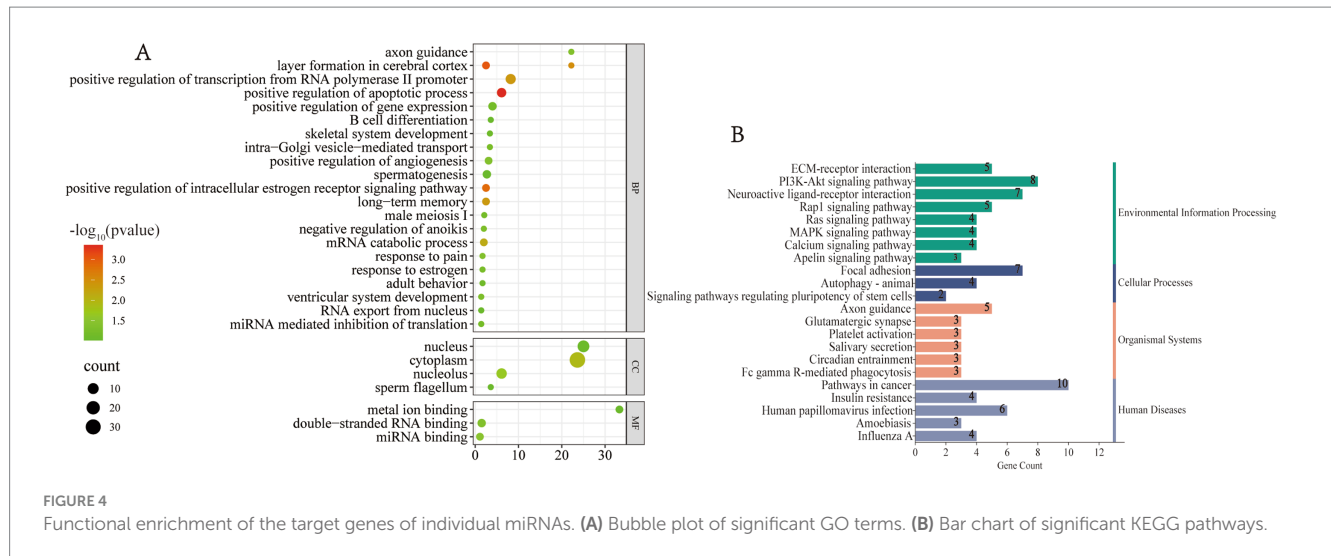 A
axon guidance
layer formation in cerebral cortex
positive regulation of transcription from RNA polymerase II promoter
positive regulation of apoptotic process
positive regulation of gene expression
B cell differentiation
skeletal system development
intra−Golgi vesicle−mediated transport
positive regulation of angiogenesis
spermatogenesis
positive regulation of intracellular estrogen receptor signaling pathway
long−term memory
male meiosis I
negative regulation of anoikis
mRNA catabolic process
response to pain
response to estrogen
adult behavior
ventricular system development
RNA export from nucleus
miRNA mediated inhibition of translation
BP
nucleus
cytoplasm
nucleolus
sperm flagellum
CC
metal ion binding
double−stranded RNA binding
miRNA binding
MF
0 10 20 30
-log10(pvalue)
3.0
2.5
2.0
1.5
count
10
20
30
B
ECM-receptor interaction 5
PI3K-Akt signaling pathway 8
Neuroactive ligand-receptor interaction 7
Rap1 signaling pathway 5
Ras signaling pathway 4
MAPK signaling pathway 4
Calcium signaling pathway 4
Apelin signaling pathway 3
Environmental Information Processing
Focal adhesion 7
Autophagy - animal 4
Signaling pathways regulating pluripotency of stem cells 2
Cellular Processes
Axon guidance 5
Glutamatergic synapse 3
Platelet activation 3
Salivary secretion 3
Circadian entrainment 3
Fc gamma R-mediated phagocytosis 3
Organismal Systems
Pathways in cancer 10
Insulin resistance 4
Human papillomavirus infection 6
Amoebiasis 3
Influenza A 4
Human Diseases
0 2 4 6 8 10 12
Gene Count
FIGURE 4
Functional enrichment of the target genes of individual miRNAs. (A) Bubble plot of significant GO terms. (B) Bar chart of significant KEGG pathways.